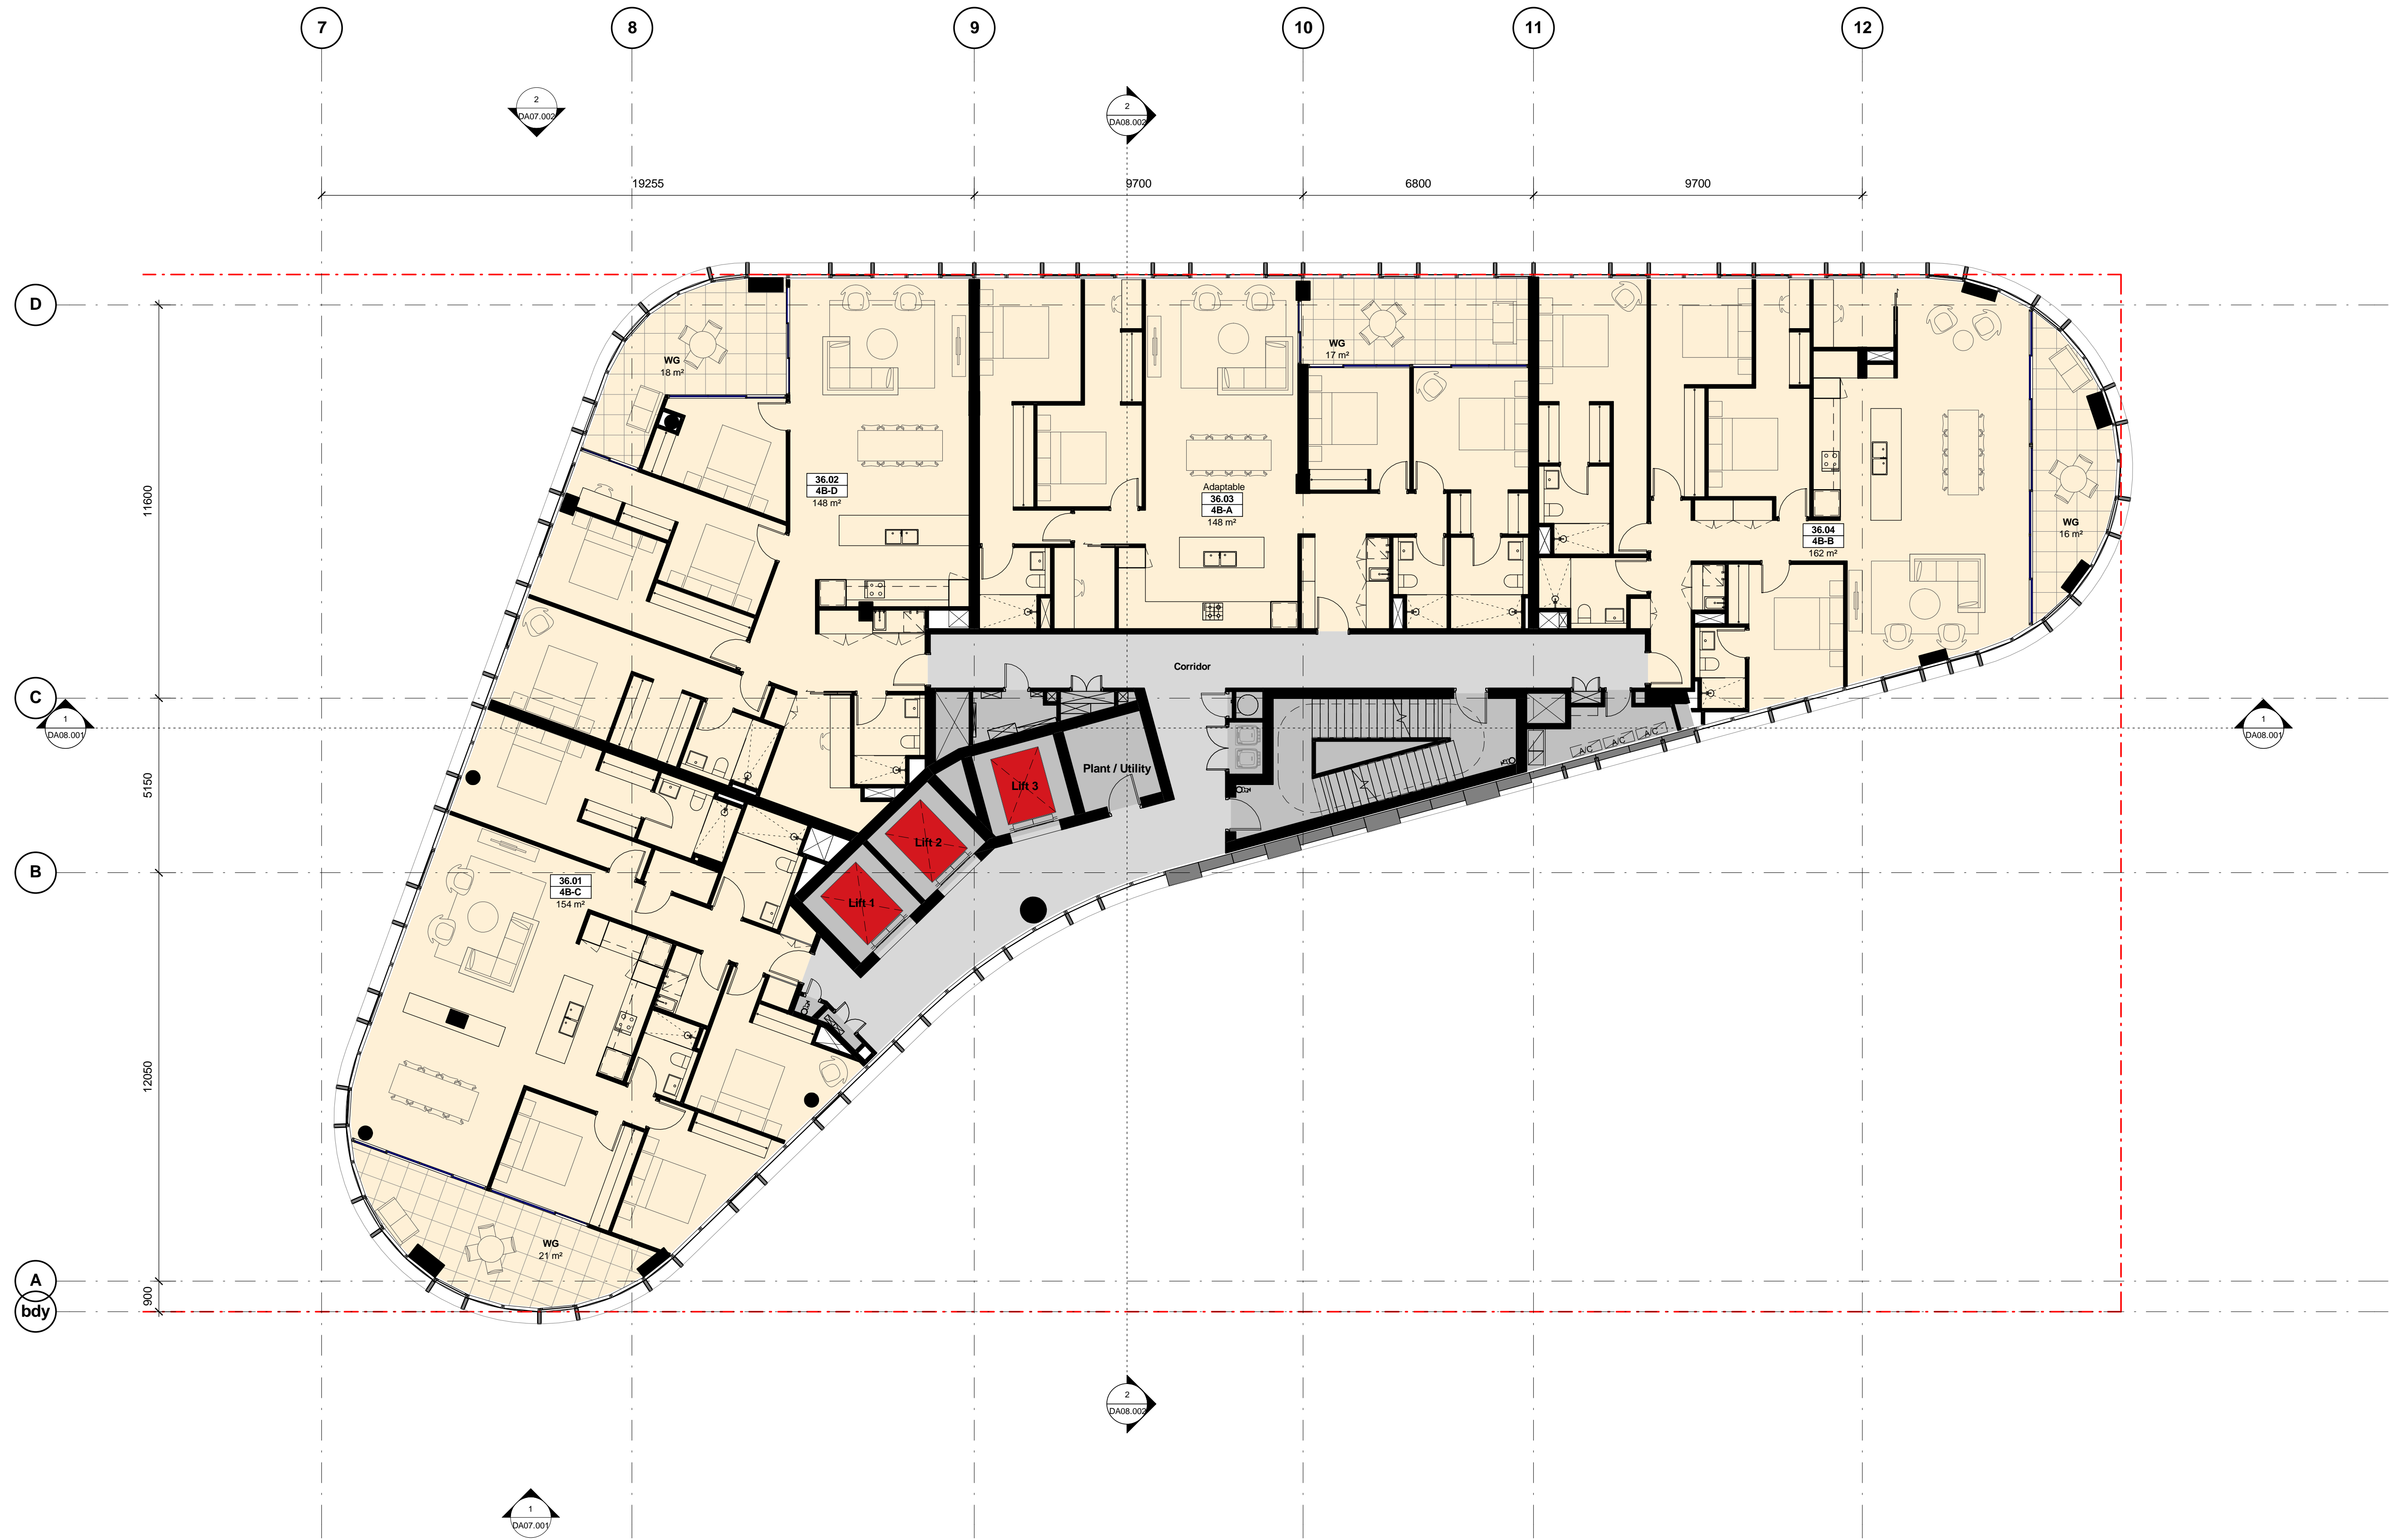 7
8
9
10
11
12
2
DA07.002
2
DA08.002
19255
9700
6800
9700
D
WG
18 m²
WG
17 m²
36.02
4B-D
148 m²
Adaptable
36.03
4B-A
148 m²
36.04
4B-B
162 m²
WG
16 m²
11600
Corridor
C
1
DA08.001
1
DA08.001
A/C
A/C
A/C
Plant / Utility
5150
Lift 3
Lift 2
B
36.01
4B-C
154 m²
Lift 1
12050
WG
21 m²
A
900
bdy
2
DA08.002
1
DA07.001